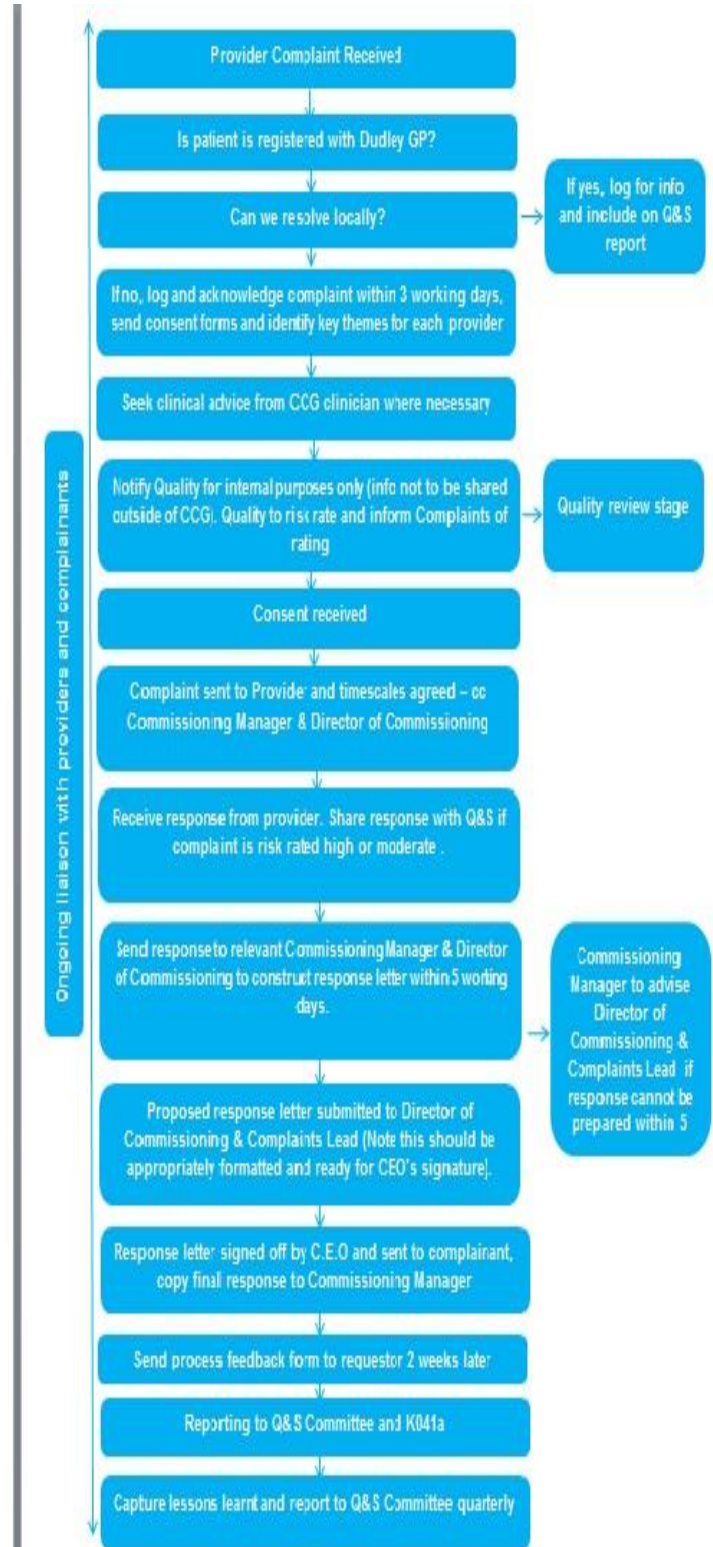 Provider Complaint Received
Is patient is registered with Dudley GP?
Can we resolve locally?
If yes, log for info
and include on Q&S
report
If no, log and acknowledge complaint within 3 working days,
send consent forms and identify key themes for each provider
Seek clinical advice from CCG clinician where necessary
Notify Quality for internal purposes only (info not to be shared
outside of CCG). Quality to risk rate and inform Complaints of
rating
Quality review stage
Consent received
Complaint sent to Provider and timescales agreed – cc
Commissioning Manager & Director of Commissioning
Receive response from provider. Share response with Q&S if
complaint is risk rated high or moderate .
Send response to relevant Commissioning Manager & Director
of Commissioning to construct response letter within 5 working
days.
Commissioning
Manager to advise
Director of
Commissioning &
Complaints Lead if
response cannot be
prepared within 5
Proposed response letter submitted to Director of
Commissioning & Complaints Lead (Note this should be
appropriately formatted and ready for CEO's signature).
Response letter signed off by C.E.O and sent to complainant,
copy final response to Commissioning Manager
Send process feedback form to requestor 2 weeks later
Reporting to Q&S Committee and K041a
Capture lessons learnt and report to Q&S Committee quarterly
Ongoing liaison with providers and complainants